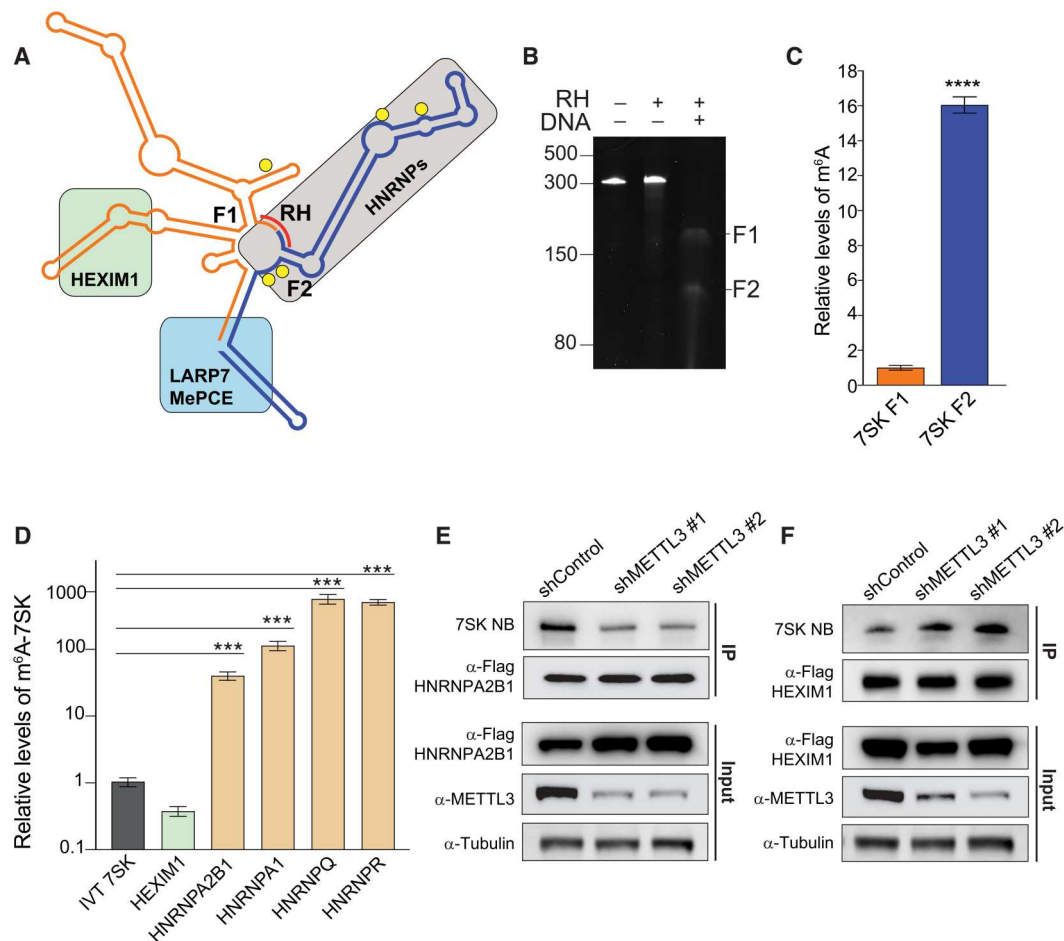 A
F1
RH
HNRNPs
HEXIM1
F2
LARP7
MePCE
B
RH – + +
DNA – – +
500
300
150
80
F1
F2
C
Relative levels of m⁶A
18
16
14
12
10
8
6
4
2
0
****
7SK F1
7SK F2
D
Relative levels of m⁶A-7SK
1000
100
10
1
0.1
***
***
***
***
IVT 7SK
HEXIM1
HNRNPA2B1
HNRNPA1
HNRNPQ
HNRNPR
E
shControl
shMETTL3 #1
shMETTL3 #2
7SK NB
α-Flag
HNRNPA2B1
IP
α-Flag
HNRNPA2B1
α-METTL3
α-Tubulin
Input
F
shControl
shMETTL3 #1
shMETTL3 #2
7SK NB
α-Flag
HEXIM1
IP
α-Flag
HEXIM1
α-METTL3
α-Tubulin
Input